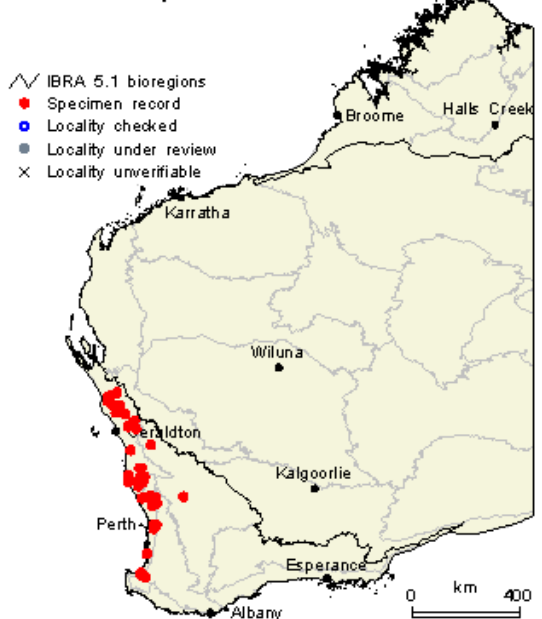 IBRA 5.1 bioregions
Specimen record
Locality checked
Locality under review
Locality unverifiable
Broome
Halls Creek
Karratha
Wiluna
Geraldton
Kalgoorlie
Perth
Esperance
Albany
km
0 400